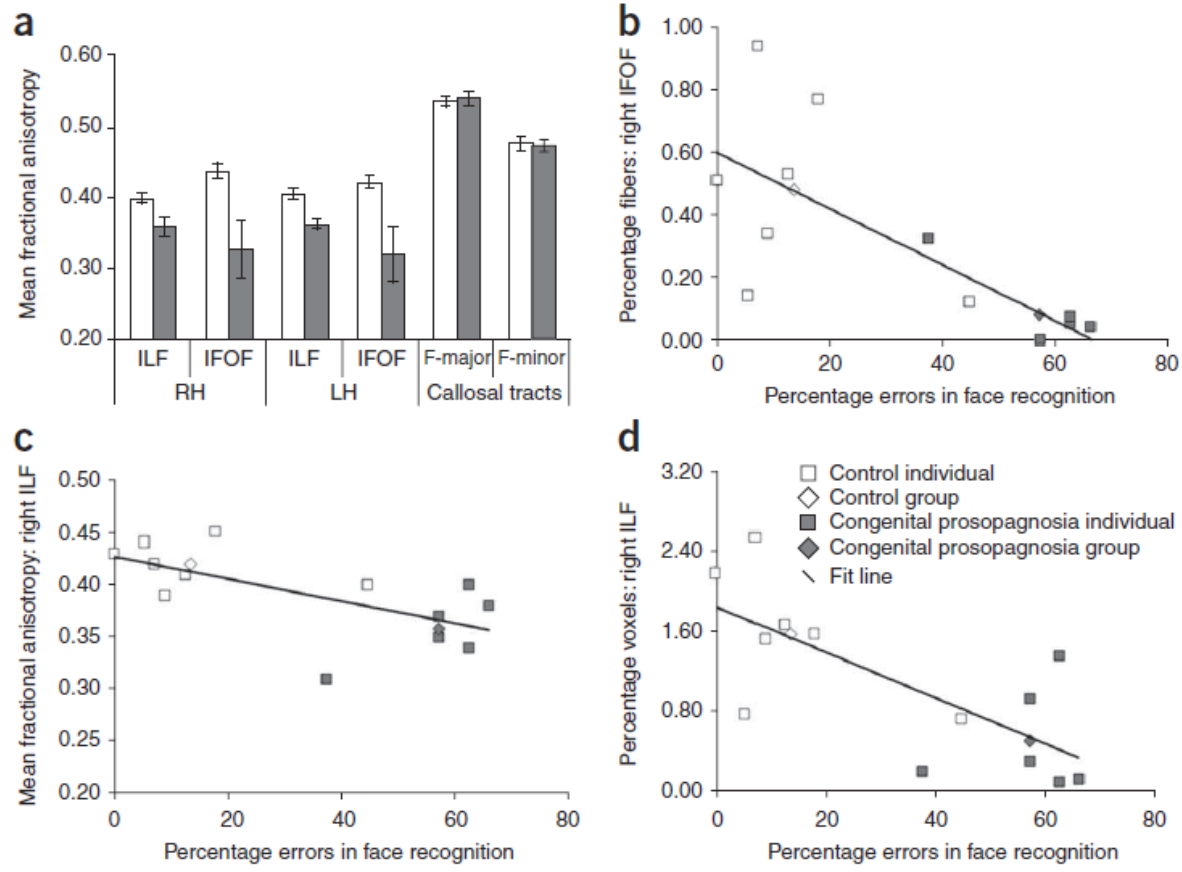 a
Mean fractional anisotropy
0.60
0.50
0.40
0.30
0.20
ILF IFOF ILF IFOF F-major F-minor
RH LH Callosal tracts
b
Percentage fibers: right IFOF
1.00
0.80
0.60
0.40
0.20
0.00
0 20 40 60 80
Percentage errors in face recognition
c
Mean fractional anisotropy: right ILF
0.50
0.45
0.40
0.35
0.30
0.25
0.20
0 20 40 60 80
Percentage errors in face recognition
d
Percentage voxels: right ILF
3.20
2.40
1.60
0.80
0.00
0 20 40 60 80
Percentage errors in face recognition
Control individual
Control group
Congenital prosopagnosia individual
Congenital prosopagnosia group
Fit line